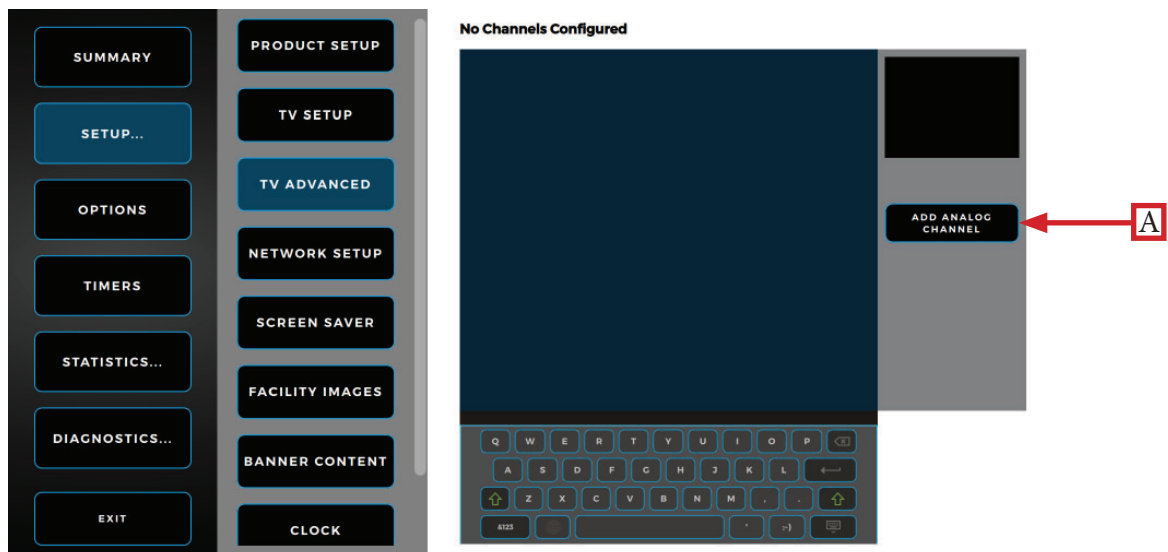 SUMMARY
SETUP...
OPTIONS
TIMERS
STATISTICS...
DIAGNOSTICS...
EXIT
PRODUCT SETUP
TV SETUP
TV ADVANCED
NETWORK SETUP
SCREEN SAVER
FACILITY IMAGES
BANNER CONTENT
CLOCK
No Channels Configured
ADD ANALOG
CHANNEL
A
Q W E R T Y U I O P
A S D F G H J K L
Z X C V B N M , .
&123 ' :-)